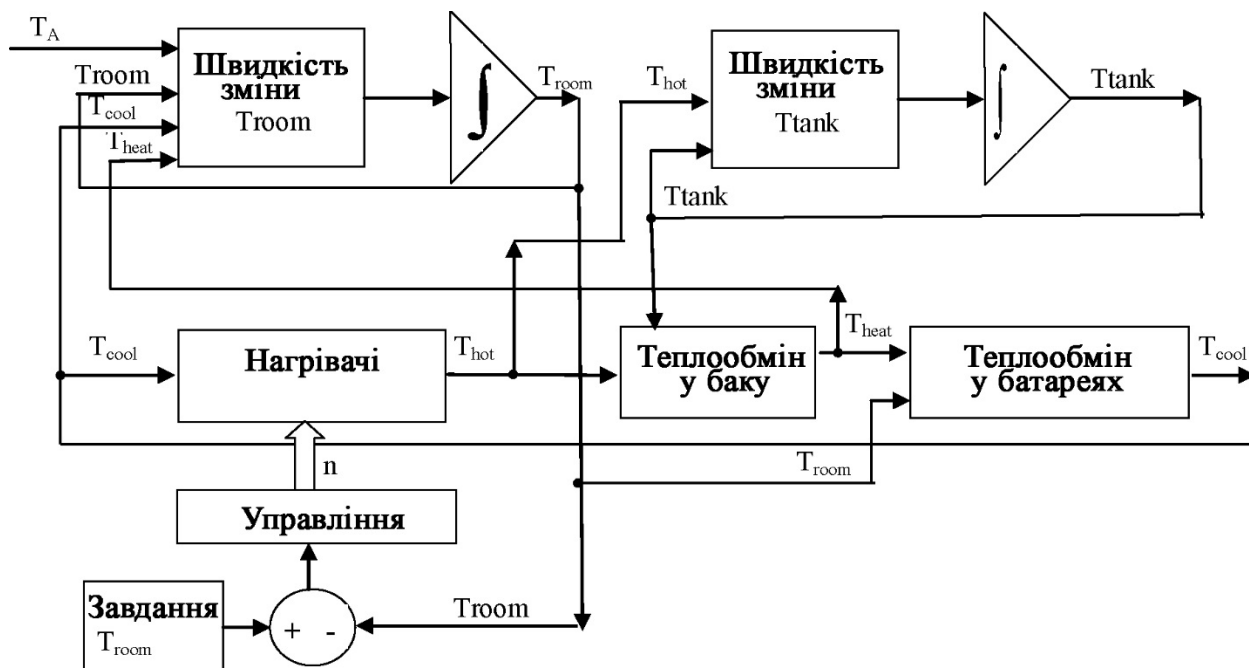 T_A
Troom
T_cool
T_heat
Швидкість
зміни
Troom
∫
T_room
T_hot
Швидкість
зміни
Ttank
∫
Ttank
Ttank
T_cool
Нагрівачі
T_hot
Теплообмін
у баку
T_heat
Теплообмін
у батареях
T_cool
n
T_room
Управління
Завдання
T_room
+ -
Troom